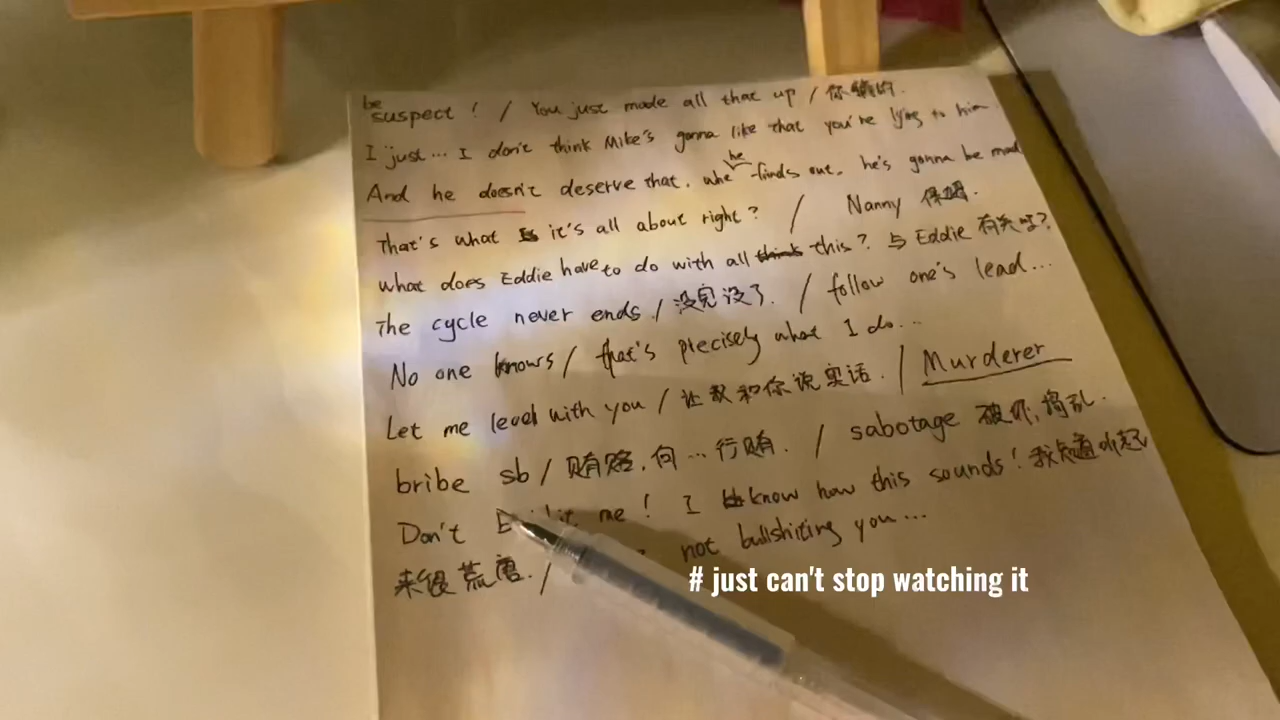 be suspect! / You just made all that up / 你编的.
I just... I don't think Mike's gonna like that you're lying to him
And he doesn't deserve that. whe he finds out. he's gonna be mad
That's what it's all about right? / Nanny 保姆.
what does Eddie have to do with all this? 与 Eddie 有关吗?
The cycle never ends. / 没完没了. / follow one's lead...
No one knows / that's precisely what I do...
Let me level with you / 让我和你说实话. / Murderer
bribe sb / 贿赂, 向...行贿. / sabotage 破坏, 捣乱.
Don't me! I know how this sounds! 我知道听起
来很荒唐. / not bullshiting you...
# just can't stop watching it